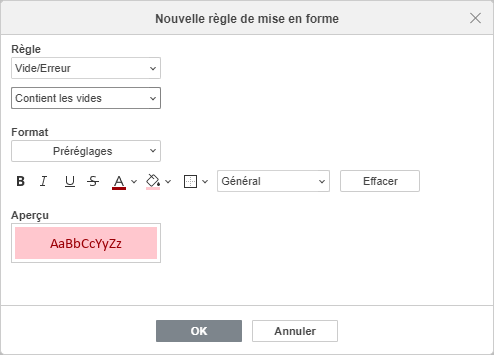 Nouvelle règle de mise en forme
Règle
Vide/Erreur
Contient les vides
Format
Préréglages
B I U S A Général Effacer
Aperçu
AaBbCcYyZz
OK Annuler